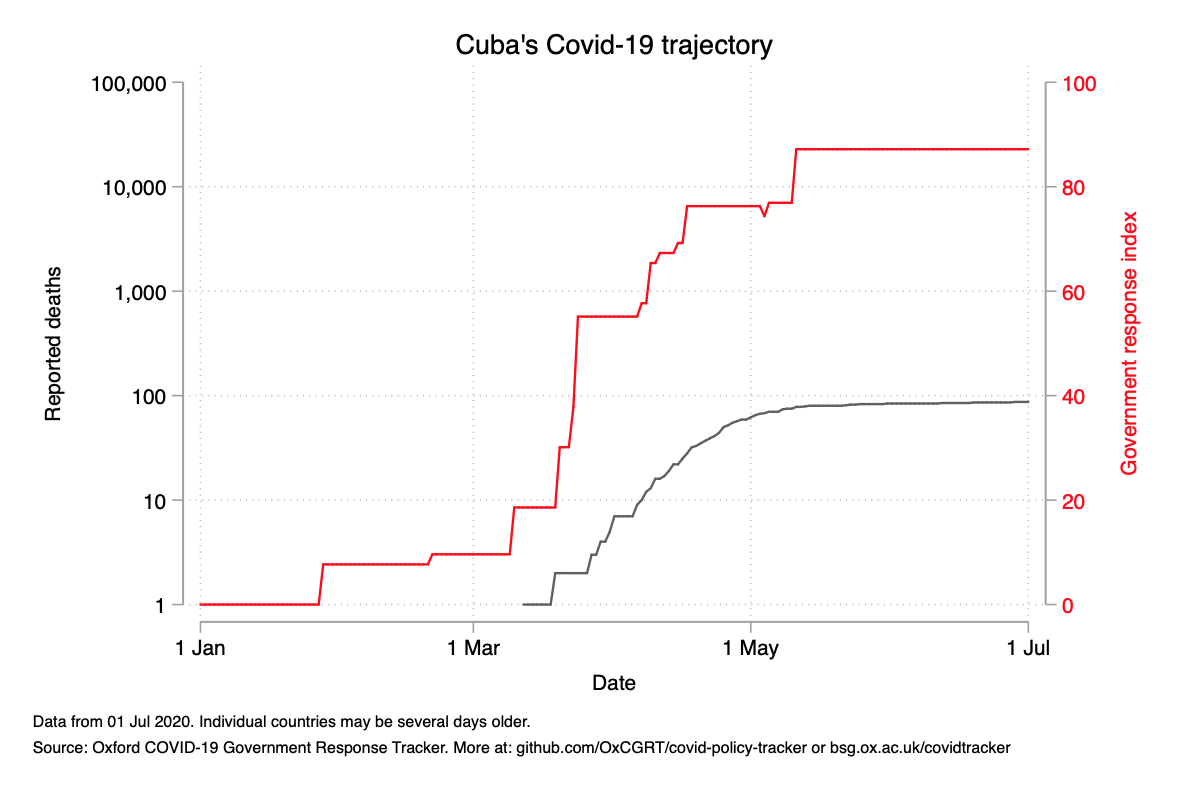 Cuba's Covid-19 trajectory
100,000
10,000
1,000
100
10
1
Reported deaths
100
80
60
40
20
0
Government response index
1 Jan
1 Mar
1 May
1 Jul
Date
Data from 01 Jul 2020. Individual countries may be several days older.
Source: Oxford COVID-19 Government Response Tracker. More at: github.com/OxCGRT/covid-policy-tracker or bsg.ox.ac.uk/covidtracker